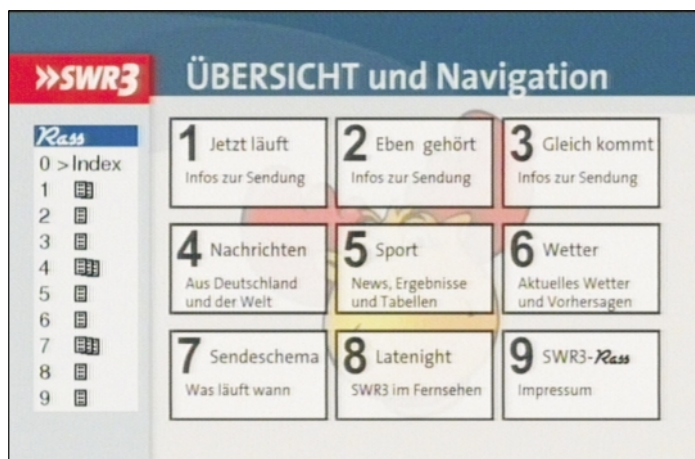 »SWR3
ÜBERSICHT und Navigation
Rass
0 >Index
1
2
3
4
5
6
7
8
9
1 Jetzt läuft
Infos zur Sendung
2 Eben gehört
Infos zur Sendung
3 Gleich kommt
Infos zur Sendung
4 Nachrichten
Aus Deutschland
und der Welt
5 Sport
News, Ergebnisse
und Tabellen
6 Wetter
Aktuelles Wetter
und Vorhersagen
7 Sendeschema
Was läuft wann
8 Latenight
SWR3 im Fernsehen
9 SWR3-Rass
Impressum